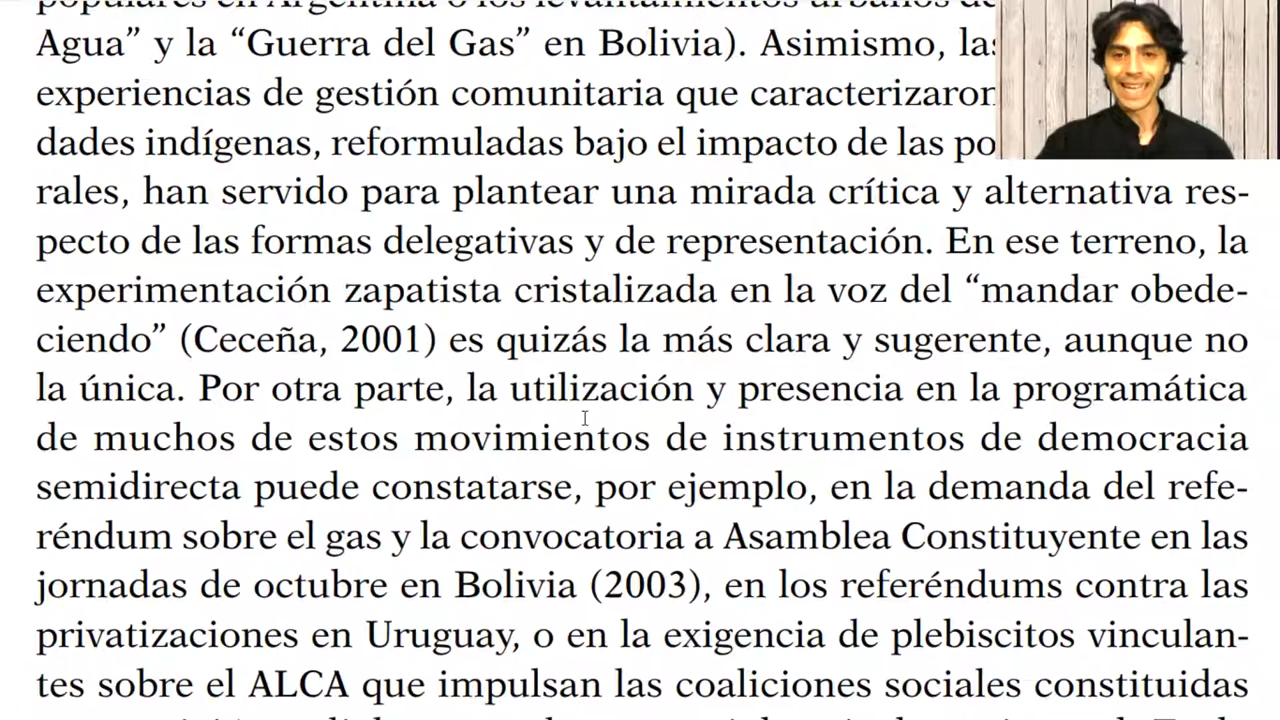 populares en Argentina o los levantamientos urbanos de
Agua” y la “Guerra del Gas” en Bolivia). Asimismo, las
experiencias de gestión comunitaria que caracterizaron
dades indígenas, reformuladas bajo el impacto de las po
rales, han servido para plantear una mirada crítica y alternativa res-
pecto de las formas delegativas y de representación. En ese terreno, la
experimentación zapatista cristalizada en la voz del “mandar obede-
ciendo” (Ceceña, 2001) es quizás la más clara y sugerente, aunque no
la única. Por otra parte, la utilización y presencia en la programática
de muchos de estos movimientos de instrumentos de democracia
semidirecta puede constatarse, por ejemplo, en la demanda del refe-
réndum sobre el gas y la convocatoria a Asamblea Constituyente en las
jornadas de octubre en Bolivia (2003), en los referéndums contra las
privatizaciones en Uruguay, o en la exigencia de plebiscitos vinculan-
tes sobre el ALCA que impulsan las coaliciones sociales constituidas